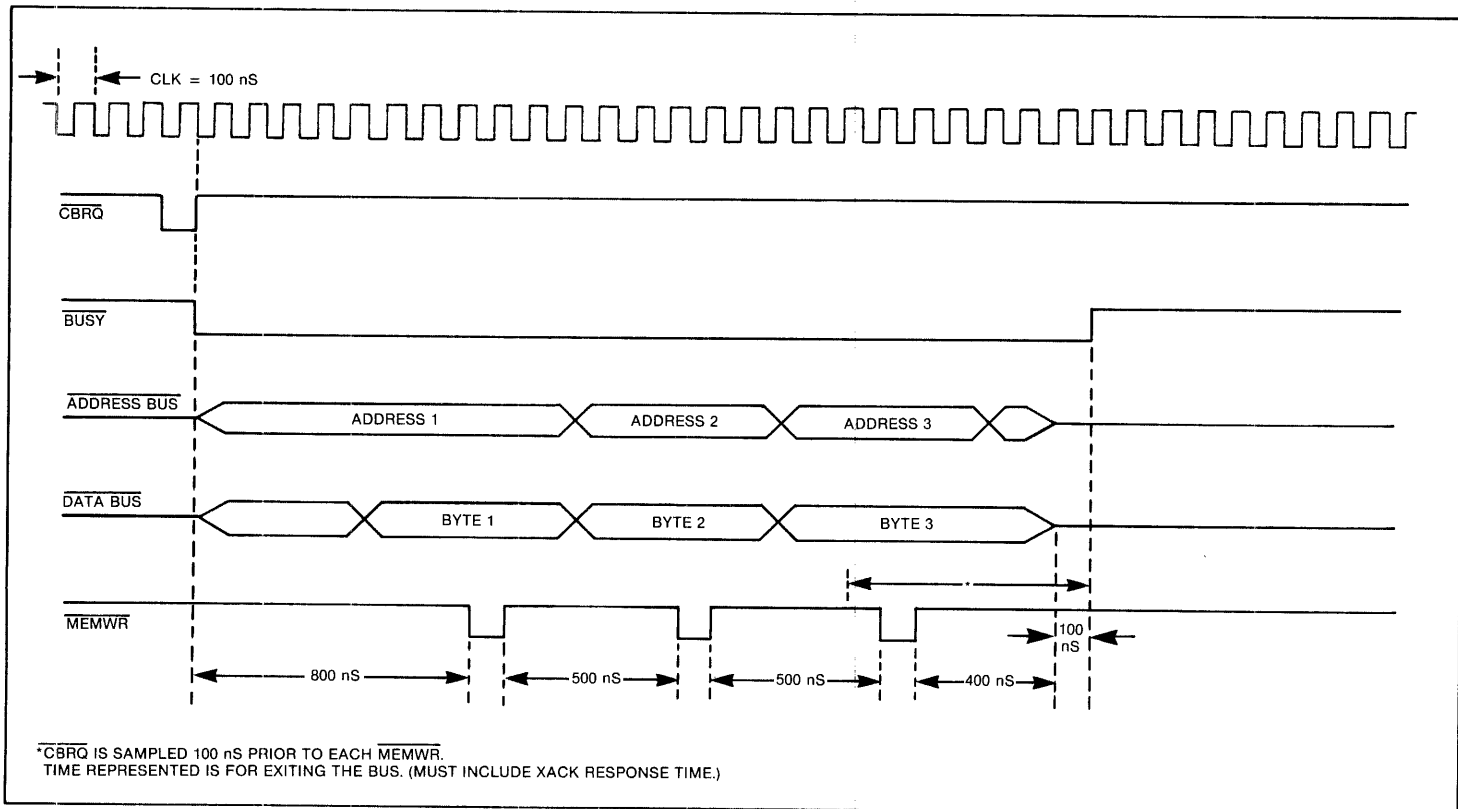 CLK = 100 nS
CBRQ
BUSY
ADDRESS BUS
ADDRESS 1 ADDRESS 2 ADDRESS 3
DATA BUS
BYTE 1 BYTE 2 BYTE 3
*
MEMWR
100
nS
800 nS 500 nS 500 nS 400 nS
*CBRQ IS SAMPLED 100 nS PRIOR TO EACH MEMWR.
TIME REPRESENTED IS FOR EXITING THE BUS. (MUST INCLUDE XACK RESPONSE TIME.)